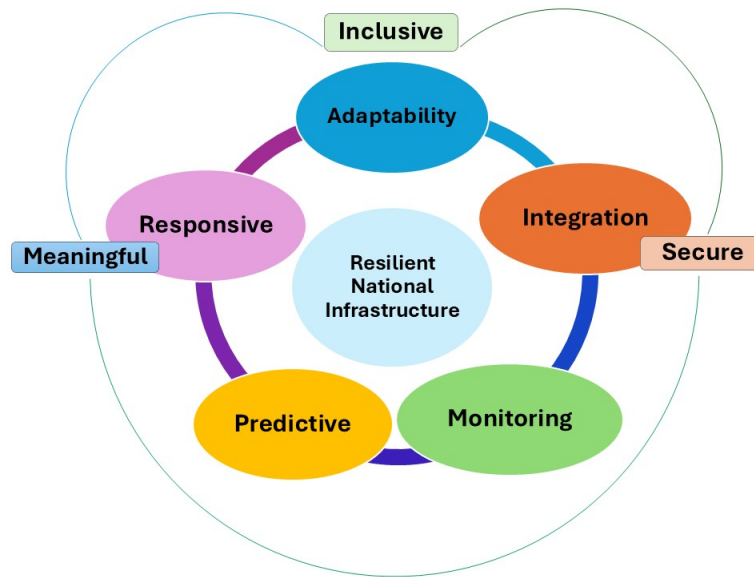 Inclusive
Adaptability
Responsive
Integration
Meaningful
Secure
Resilient
National
Infrastructure
Predictive
Monitoring